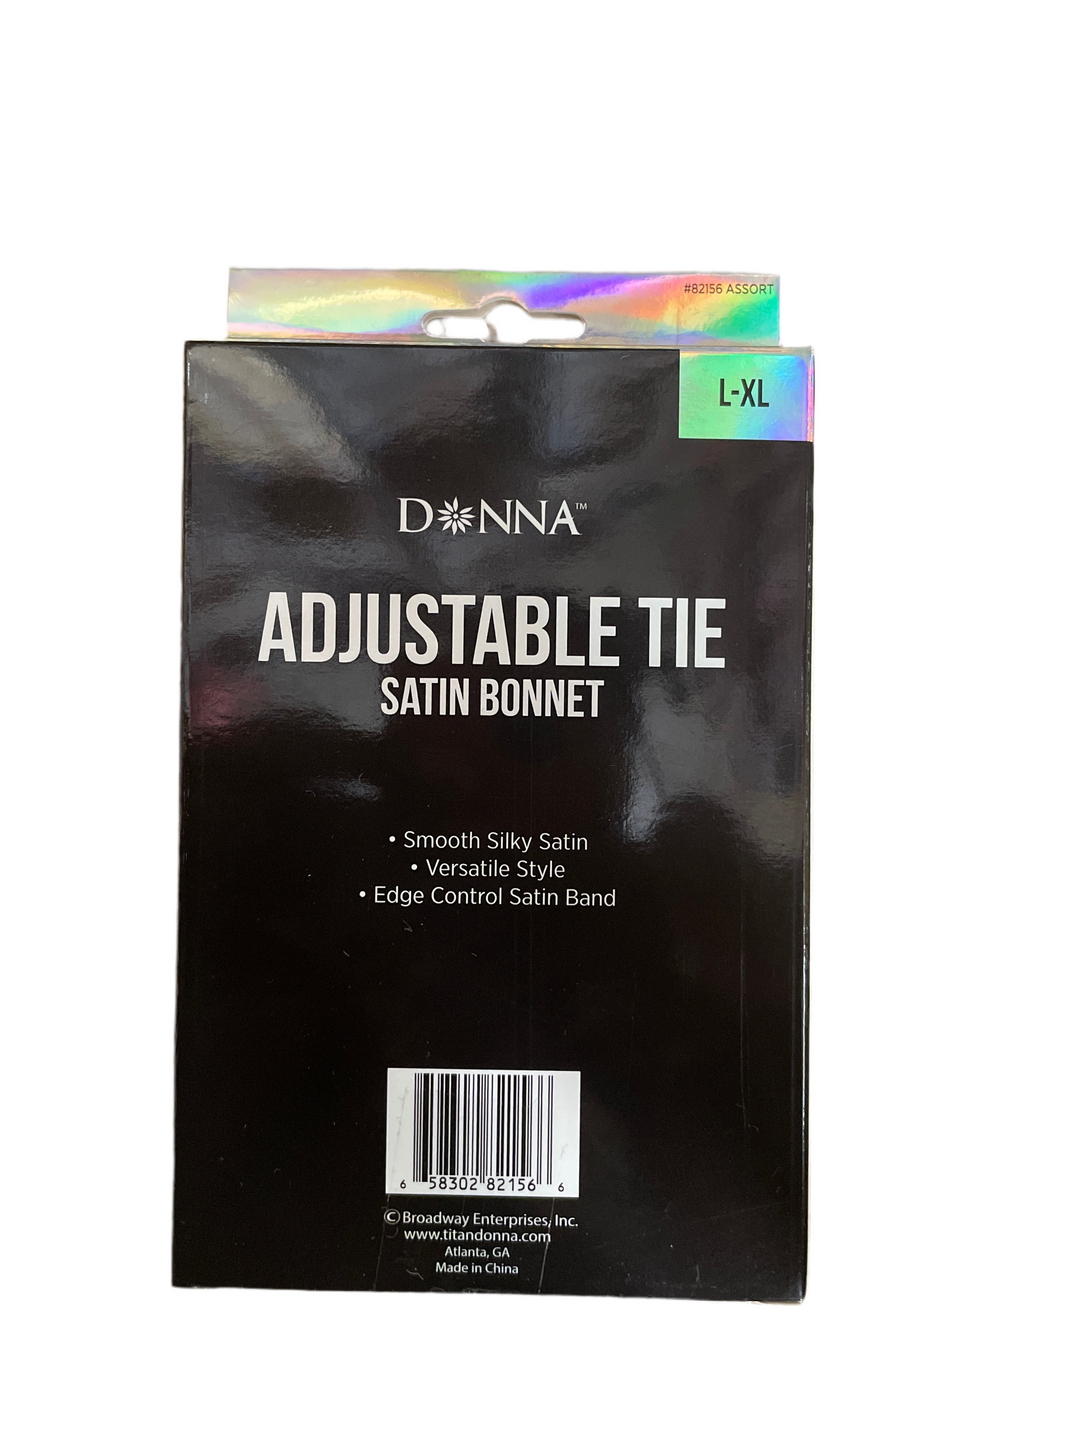 #82156 ASSORT
L-XL
DONNA™
ADJUSTABLE TIE
SATIN BONNET
• Smooth Silky Satin
• Versatile Style
• Edge Control Satin Band
6 58302 82156 6
© Broadway Enterprises, Inc.
www.titandonna.com
Atlanta, GA
Made in China